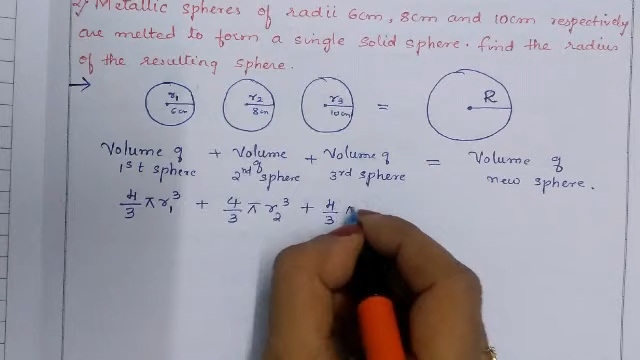 2) Metallic spheres of radii 6cm, 8cm and 10cm respectively
are melted to form a single solid sphere. Find the radius
of the resulting sphere.
r₁ r₂ r₃ = R
6cm 8cm 10cm
Volume of + Volume of + Volume of = Volume of
1st sphere 2nd sphere 3rd sphere new sphere.
4/3 πr₁³ + 4/3 πr₂³ + 4/3 π